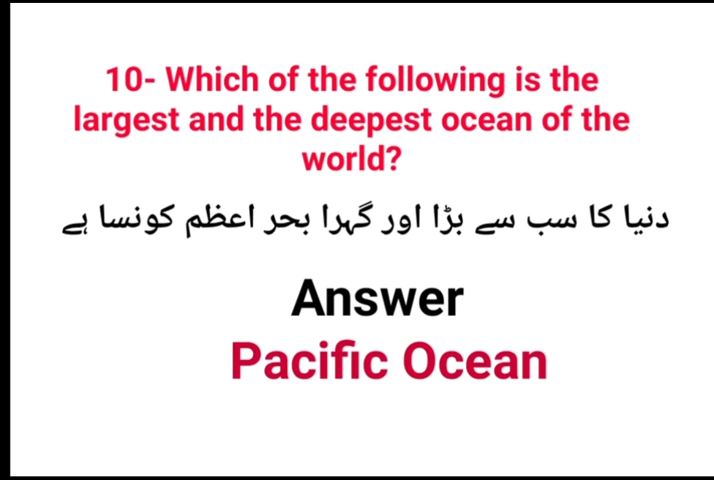 10- Which of the following is the
largest and the deepest ocean of the
world?
دنیا کا سب سے بڑا اور گہرا بحر اعظم کونسا ہے
Answer
Pacific Ocean